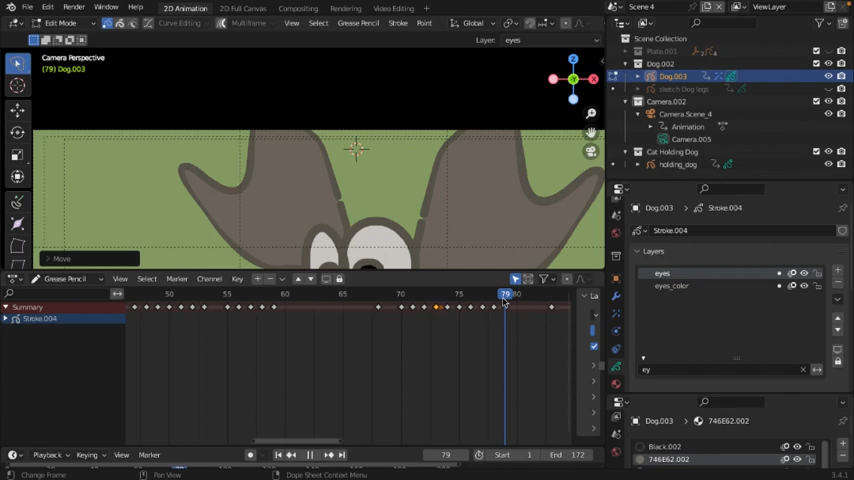 File Edit Render Window Help
2D Animation 2D Full Canvas Compositing Rendering Video Editing
Scene 4 ViewLayer
Edit Mode Curve Editing Multiframe View Select Grease Pencil Stroke Point Global
Layer: eyes
Camera Perspective
(79) Dog.003
Move
Scene Collection
Plate.001
Dog.002
Dog.003
sketch Dog legs
Camera.002
Camera.Scene_4
Animation
Camera.005
Cat Holding Dog
holding_dog
Dog.003 Stroke.004
Stroke.004
Layers
eyes
eyes_color
ey
Dog.003 746E62.002
Black.002
746E62.002
Grease Pencil View Select Marker Channel Key
50 60 65 70 75 79 80
Summary
Stroke.004
La
Playback Keying View Marker 79 Start 1 End 172
Change Frame Pan View Dope Sheet Context Menu 3.4.1